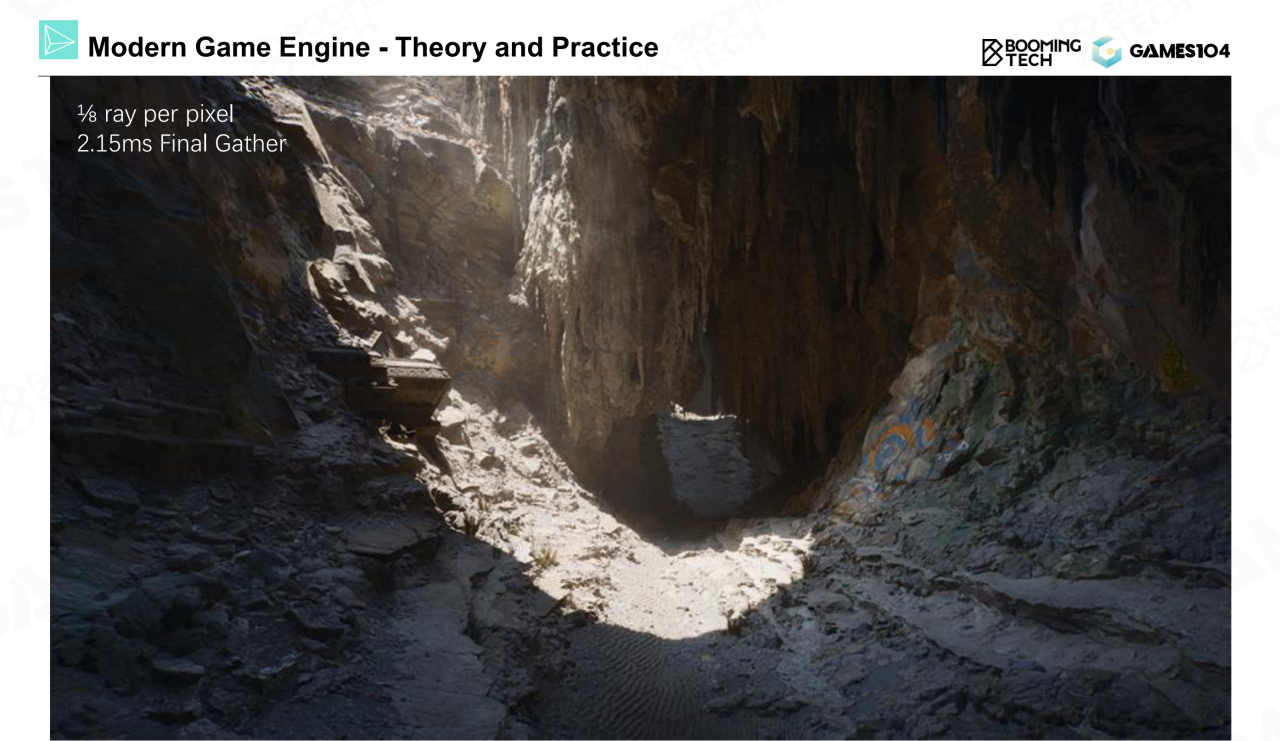 Modern Game Engine - Theory and Practice
BOOMING
TECH
GAMES104
⅛ ray per pixel
2.15ms Final Gather